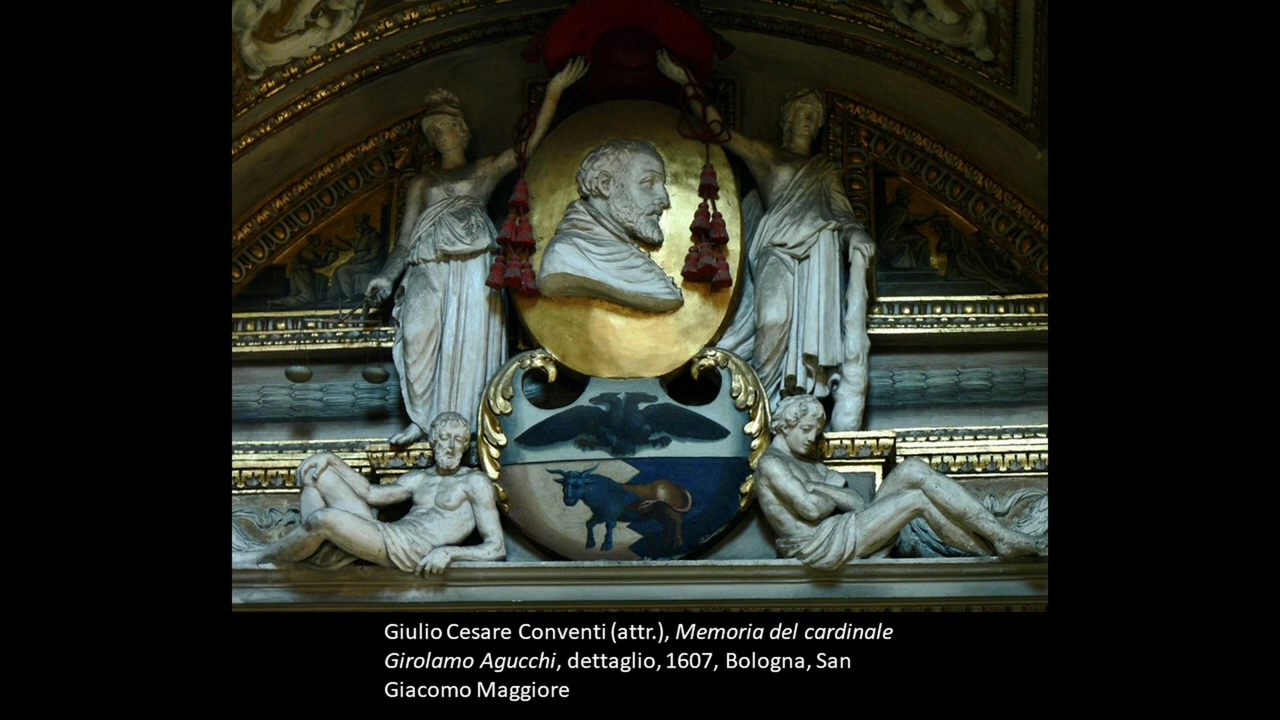 Giulio Cesare Conventi (attr.), Memoria del cardinale
Girolamo Agucchi, dettaglio, 1607, Bologna, San
Giacomo Maggiore